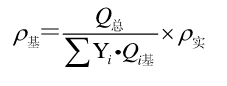 ρ基 = Q总 / ∑Yi•Qi基 × ρ实